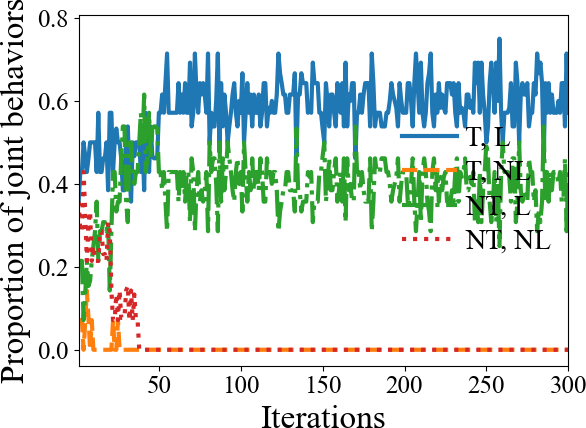 Proportion of joint behaviors
0.8
0.6
0.4
0.2
0.0
T, L
T, NL
NT, L
NT, NL
50
100
150
200
250
300
Iterations